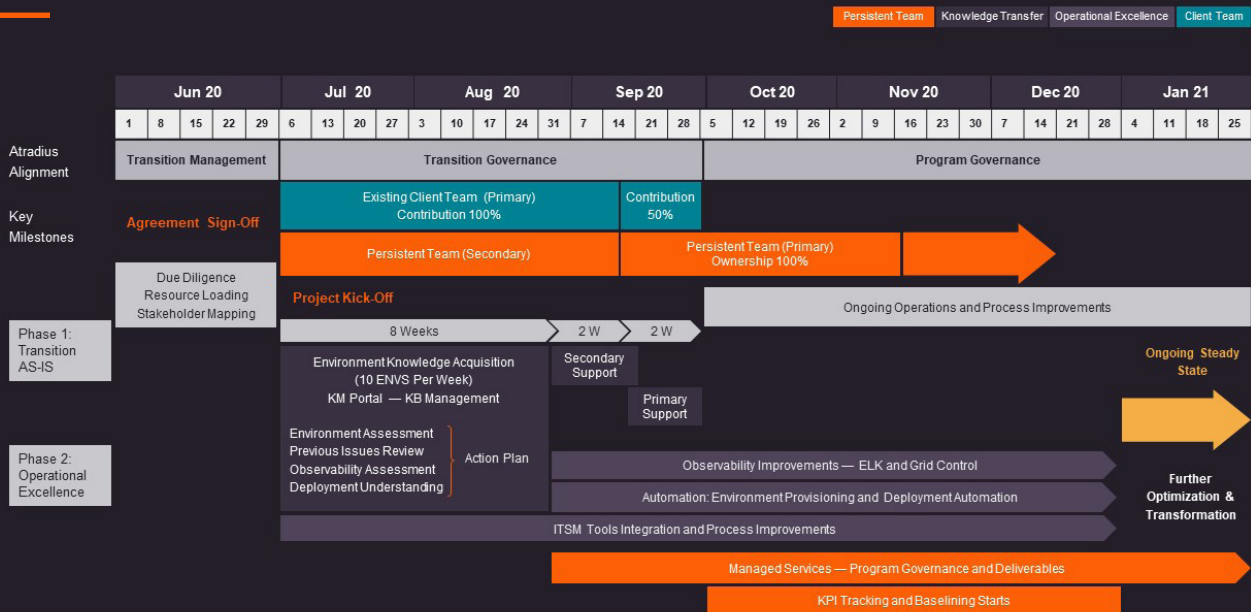 Persistent Team
Knowledge Transfer
Operational Excellence
Client Team
Jun 20
Jul 20
Aug 20
Sep 20
Oct 20
Nov 20
Dec 20
Jan 21
1 8 15 22 29 6 13 20 27 3 10 17 24 31 7 14 21 28 5 12 19 26 2 9 16 23 30 7 14 21 28 4 11 18 25
Atradius
Alignment
Transition Management
Transition Governance
Program Governance
Key
Milestones
Agreement Sign-Off
Existing Client Team (Primary)
Contribution 100%
Contribution
50%
Persistent Team (Secondary)
Persistent Team (Primary)
Ownership 100%
Due Diligence
Resource Loading
Stakeholder Mapping
Project Kick-Off
Ongoing Operations and Process Improvements
Phase 1:
Transition
AS-IS
8 Weeks
2 W
2 W
Environment Knowledge Acquisition
(10 ENVS Per Week)
KM Portal — KB Management
Secondary
Support
Primary
Support
Ongoing Steady
State
Environment Assessment
Previous Issues Review
Observability Assessment
Deployment Understanding
Action Plan
Phase 2:
Operational
Excellence
Observability Improvements — ELK and Grid Control
Automation: Environment Provisioning and Deployment Automation
ITSM Tools Integration and Process Improvements
Further
Optimization &
Transformation
Managed Services — Program Governance and Deliverables
KPI Tracking and Baselining Starts